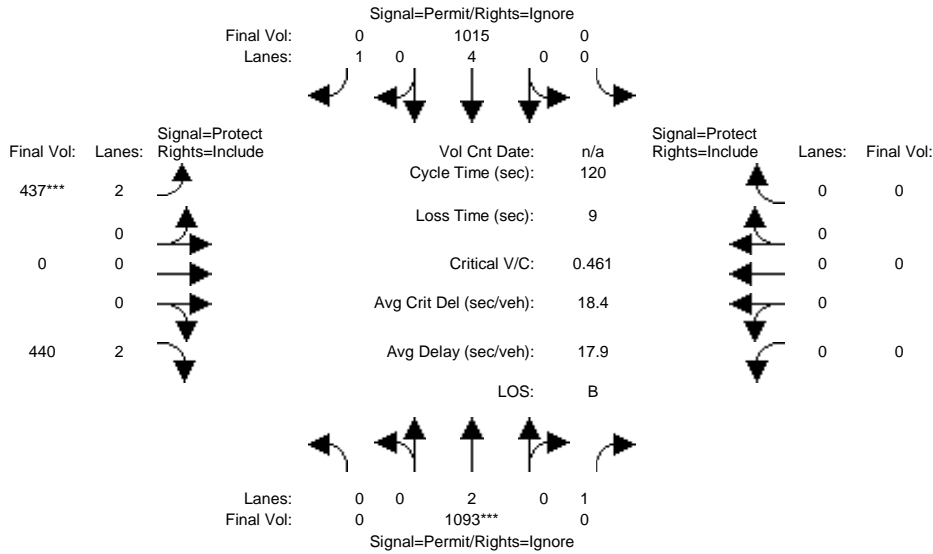 Signal=Permit/Rights=Ignore
Final Vol: 0 1015 0
Lanes: 1 0 4 0 0
Signal=Protect
Final Vol: Lanes: Rights=Include
Vol Cnt Date: n/a
Signal=Protect
Rights=Include Lanes: Final Vol:
Cycle Time (sec): 120
437*** 2 0 0
Loss Time (sec): 9
0 0
0 0 Critical V/C: 0.461 0 0
0 Avg Crit Del (sec/veh): 18.4 0
440 2 Avg Delay (sec/veh): 17.9 0 0
LOS: B
Lanes: 0 0 2 0 1
Final Vol: 0 1093*** 0
Signal=Permit/Rights=Ignore